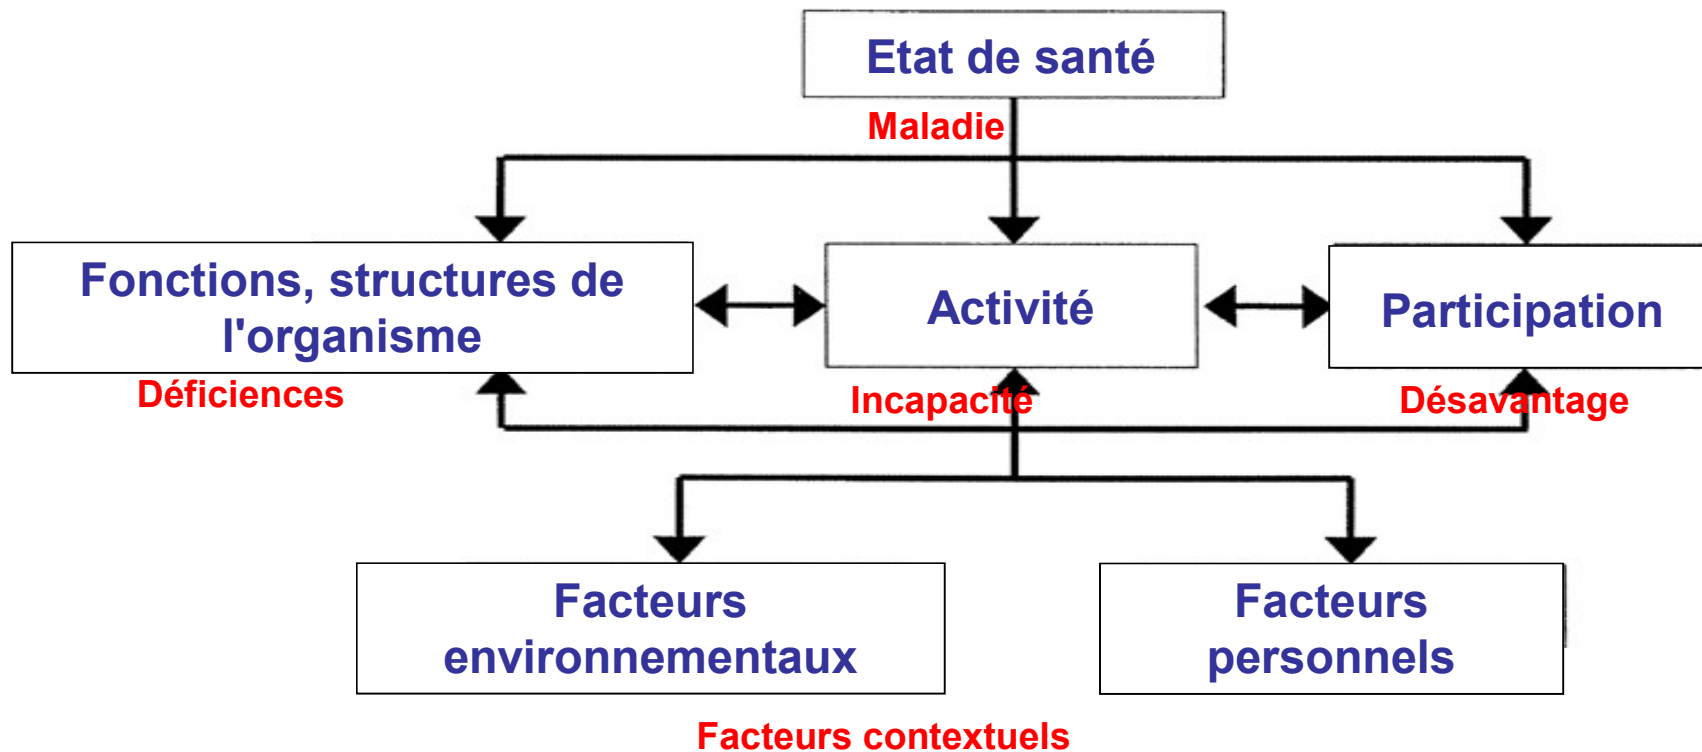 Etat de santé
Maladie
Fonctions, structures de
l'organisme
Activité
Participation
Déficiences
Incapacité
Désavantage
Facteurs
environnementaux
Facteurs
personnels
Facteurs contextuels